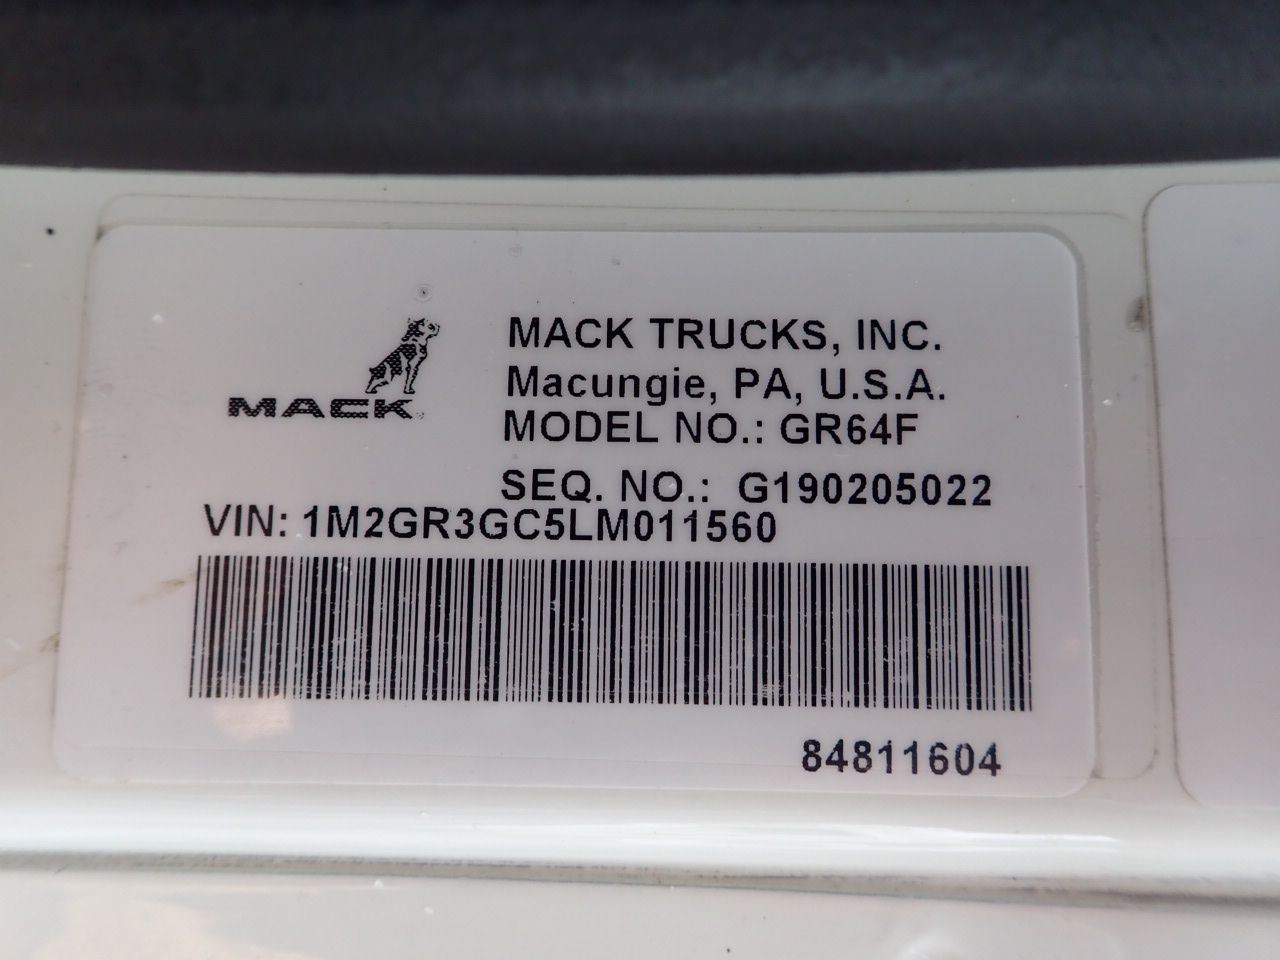 MACK TRUCKS, INC.
Macungie, PA, U.S.A.
MACK
MODEL NO.: GR64F
SEQ. NO.: G190205022
VIN: 1M2GR3GC5LM011560
84811604